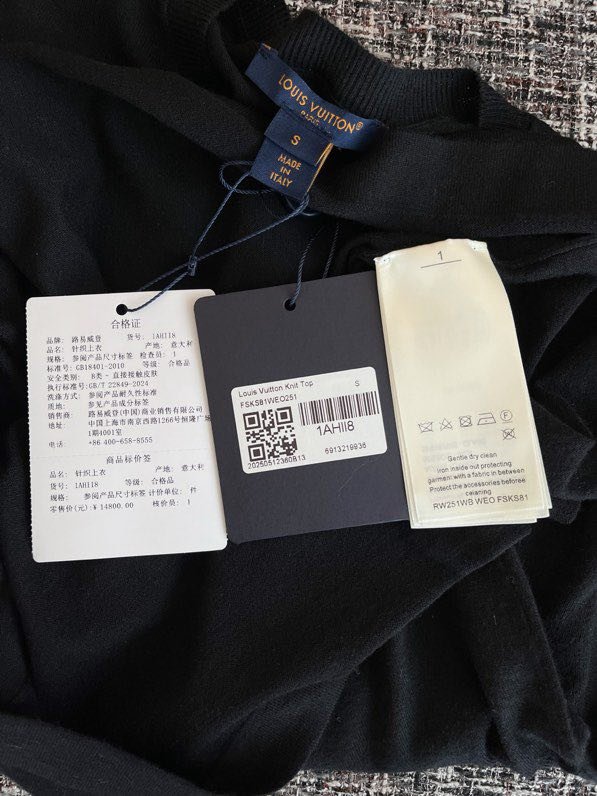 LOUIS VUITTON®
PARIS
S
MADE
IN
ITALY
合格证
品牌: 路易威登 货号: 1AHII8
品名: 针织上衣 产地: 意大利
规格: 参阅产品尺寸标签 检查员: 1
标准号: GB18401-2010 等级: 合格品
安全类别: B类-直接接触皮肤
执行标准号:GB/T 22849-2024
洗涤方式: 参阅产品耐久性标签
质地: 参见产品成分标签
销售商: 路易威登(中国)商业销售有限公司
中国上海市南京西路1266号恒隆广场
1期4001室
电话: +86 400-658-8555
商品标价签
品名: 针织上衣 产地: 意大利
货号: 1AHII8 等级: 合格品
规格: 参阅产品尺寸标签 计价单位: 件
零售价(元):¥14800.00 核价员: 1
Louis Vuitton Knit Top S
FSKS81WEO251
1AHII8
20250512380B13
6913219936
1
Gentle dry clean
iron inside out protecting
garment with a fabric in between
Protect the accessories beforee
celaning
RW251WB WEO FSKS81